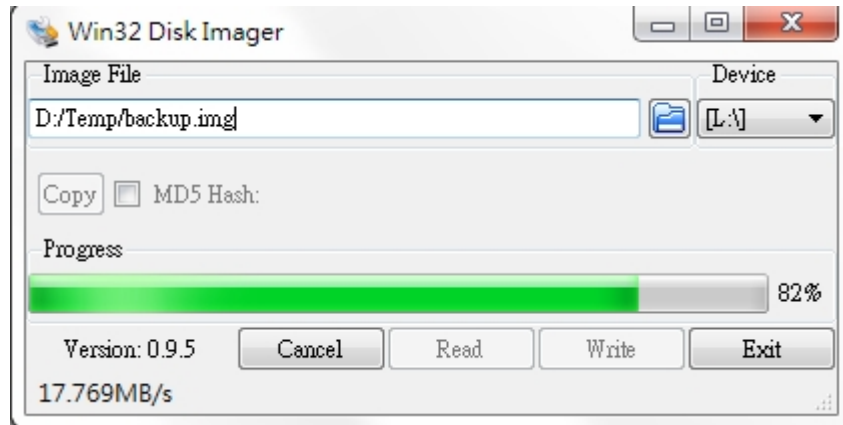 Win32 Disk Imager
Image File
Device
D:/Temp/backup.img
[L:\]
Copy
MD5 Hash:
Progress
82%
Version: 0.9.5
Cancel
Read
Write
Exit
17.769MB/s